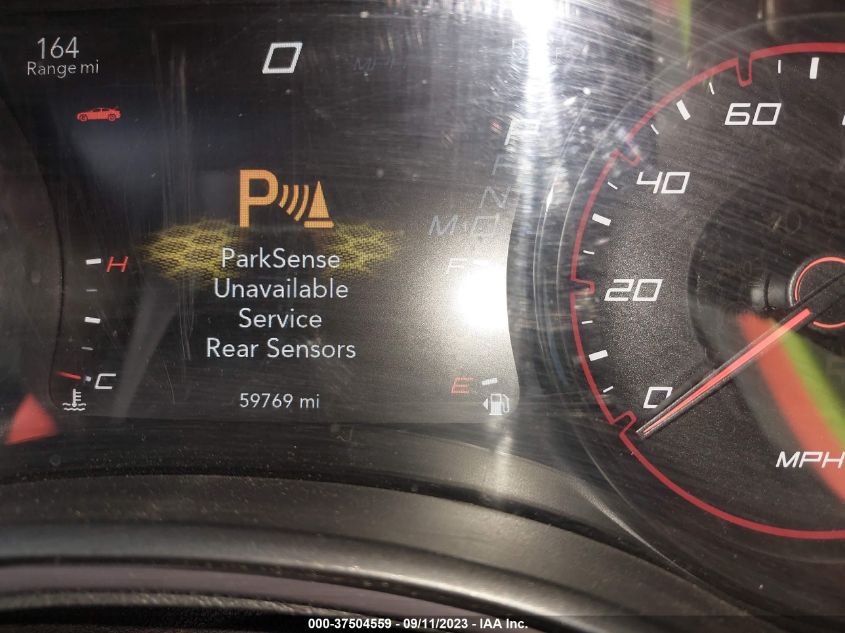 164
Range mi
0
P
ParkSense
Unavailable
Service
Rear Sensors
59769 mi
H
C
P
N
M D
F
E
60
40
20
0
MPH
000-37504559 - 09/11/2023 - IAA Inc.